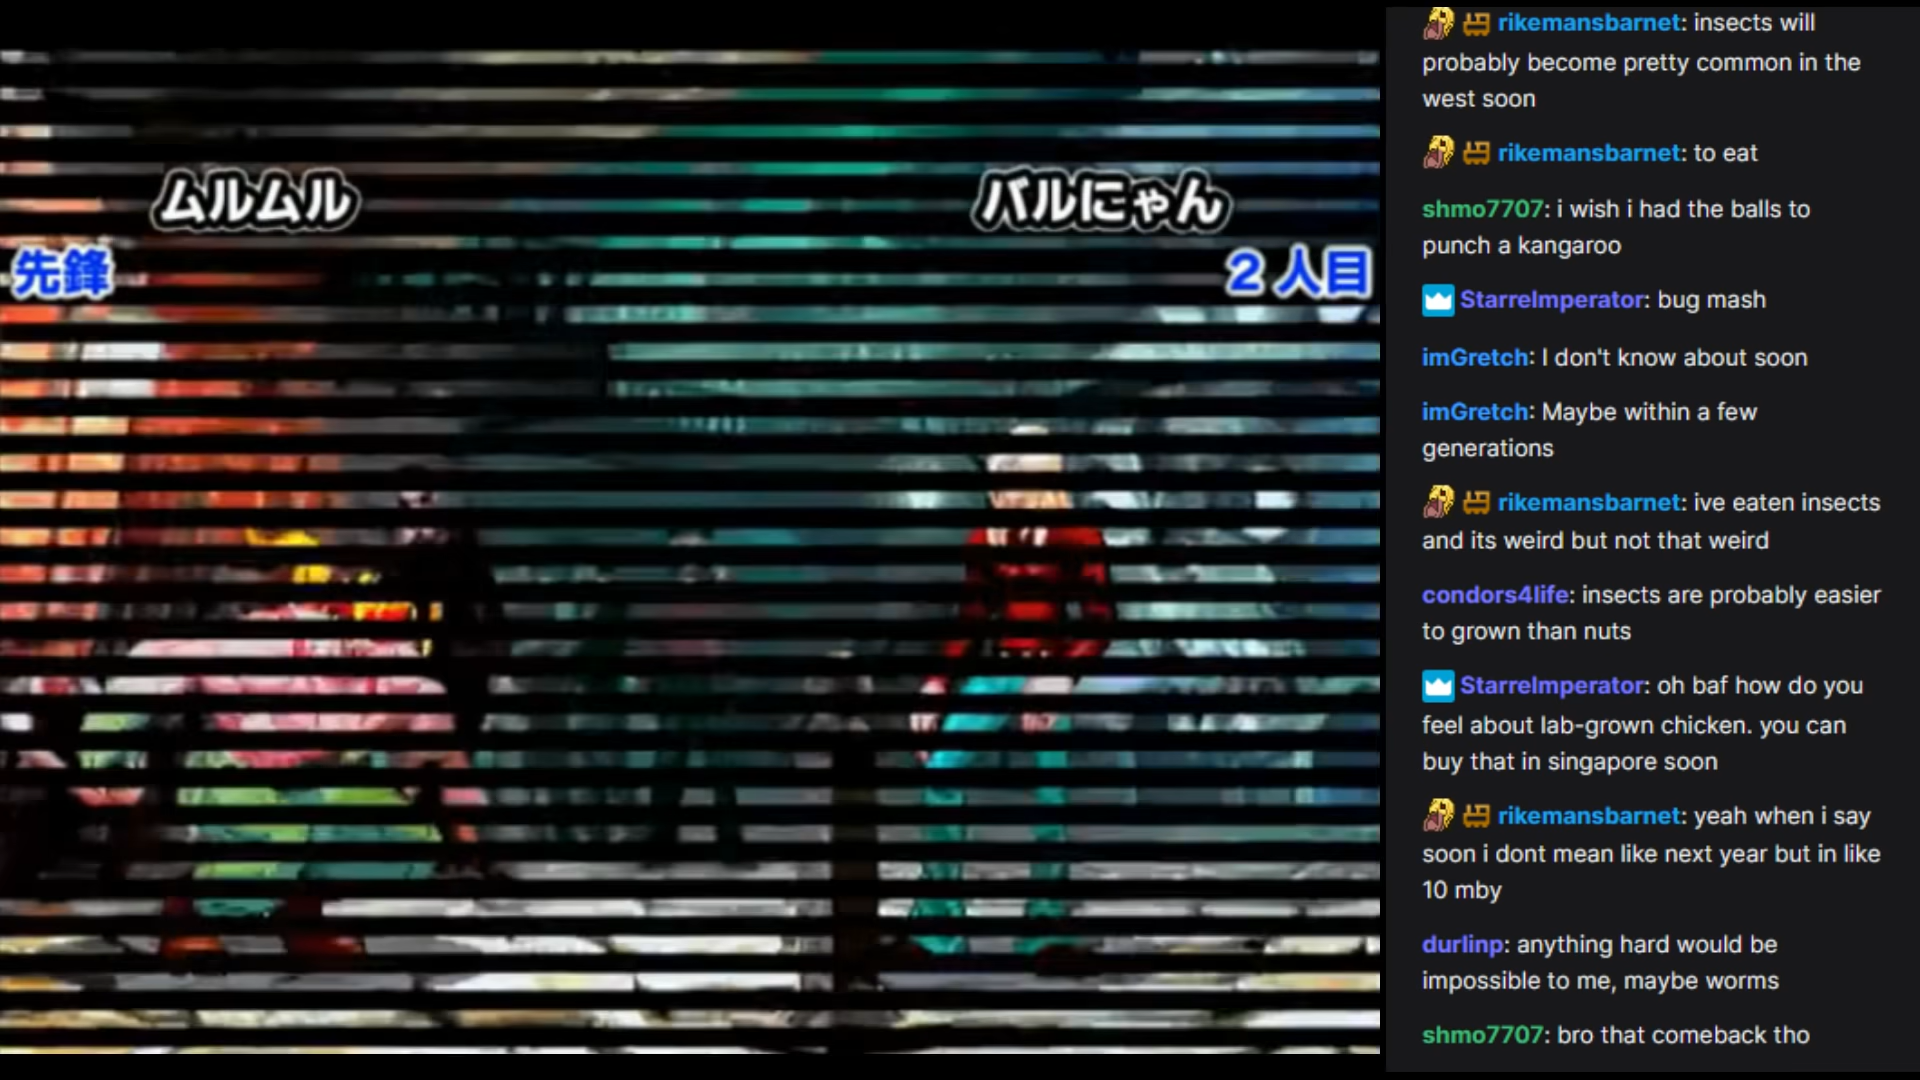 ムルムル
バルにゃん
先鋒
2人目
rikemansbarnet: insects will
probably become pretty common in the
west soon
rikemansbarnet: to eat
shmo7707: i wish i had the balls to
punch a kangaroo
StarreImperator: bug mash
imGretch: I don't know about soon
imGretch: Maybe within a few
generations
rikemansbarnet: ive eaten insects
and its weird but not that weird
condors4life: insects are probably easier
to grown than nuts
StarreImperator: oh baf how do you
feel about lab-grown chicken. you can
buy that in singapore soon
rikemansbarnet: yeah when i say
soon i dont mean like next year but in like
10 mby
durlinp: anything hard would be
impossible to me, maybe worms
shmo7707: bro that comeback tho